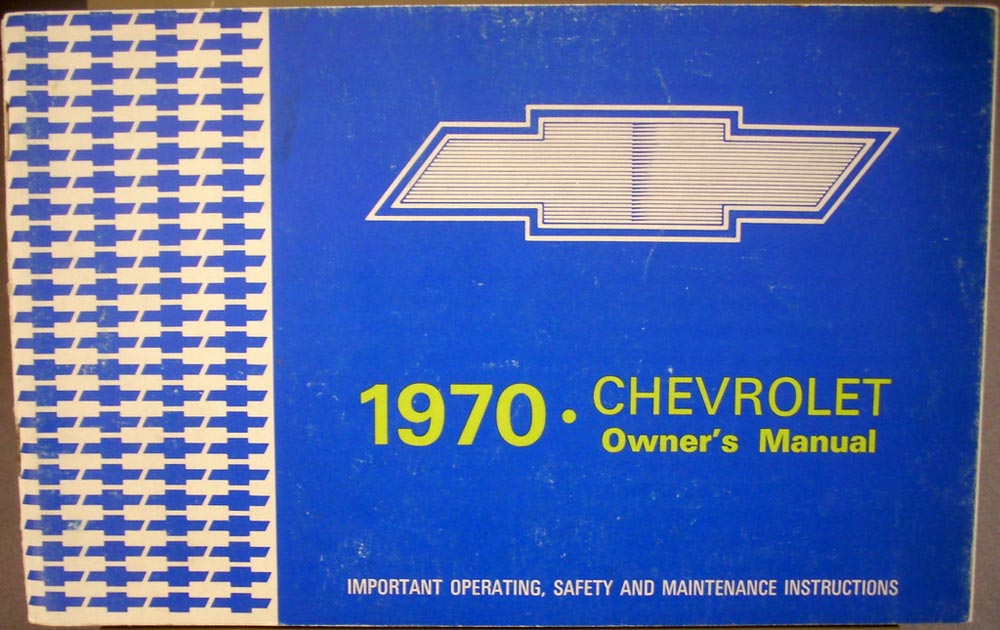 1970 · CHEVROLET
Owner's Manual
IMPORTANT OPERATING, SAFETY AND MAINTENANCE INSTRUCTIONS